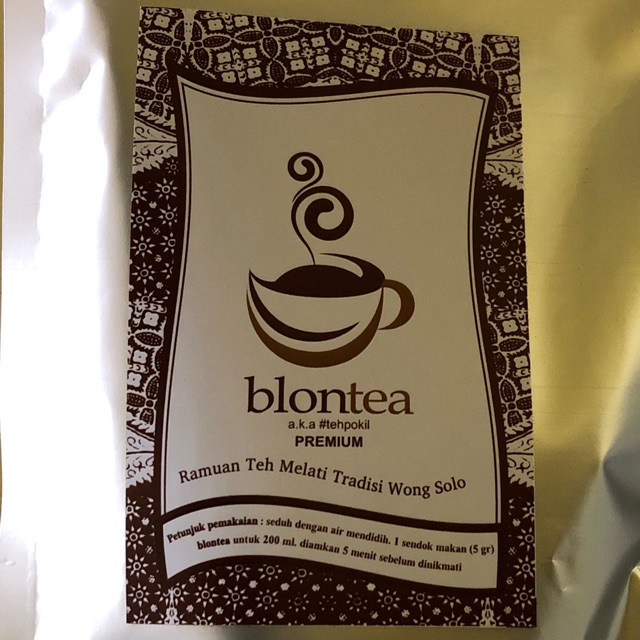 blontea
a.k.a #tehpokil
PREMIUM
Ramuan Teh Melati Tradisi Wong Solo
Petunjuk pemakaian : seduh dengan air mendidih. 1 sendok makan (5 gr)
blontea untuk 200 ml. diamkan 5 menit sebelum dinikmati